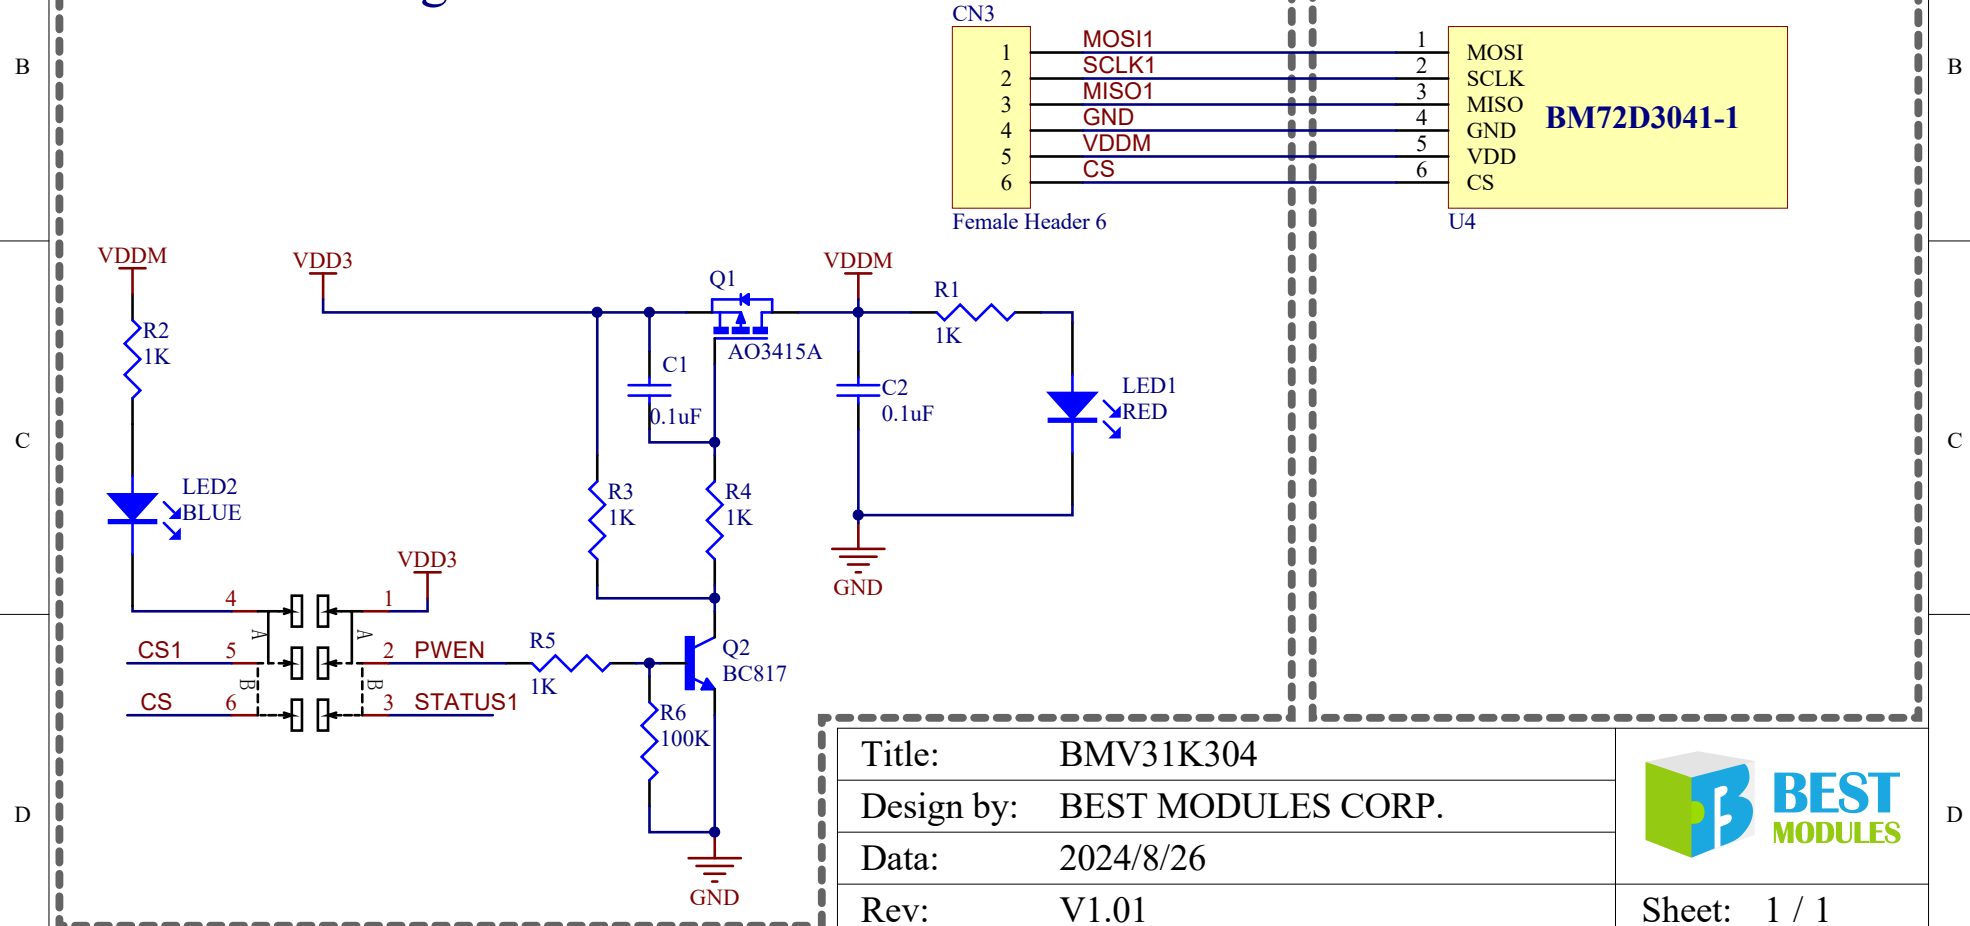 CN3
B
B
1 MOSI1 1 MOSI
2 SCLK1 2 SCLK
3 MISO1 3 MISO
4 GND 4 GND
5 VDDM 5 VDD
6 CS 6 CS
BM72D3041-1
Female Header 6
U4
VDDM
VDD3
VDDM
Q1
R1
1K
R2
1K
AO3415A
C1
0.1uF
C2
0.1uF
LED1
RED
C
C
LED2
BLUE
R3
1K
R4
1K
VDD3
GND
4
1
A
A
CS1
5
2
PWEN
R5
1K
Q2
BC817
B
B
CS
6
3
STATUS1
R6
100K
GND
Title: BMV31K304
Design by: BEST MODULES CORP.
Data: 2024/8/26
Rev: V1.01
BEST
MODULES
Sheet: 1 / 1
D
D